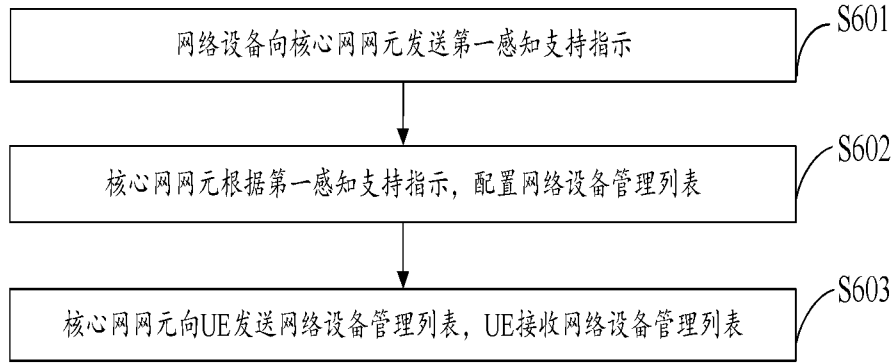 网络设备向核心网网元发送第一感知支持指示
S601
核心网网元根据第一感知支持指示，配置网络设备管理列表
S602
核心网网元向UE发送网络设备管理列表，UE接收网络设备管理列表
S603